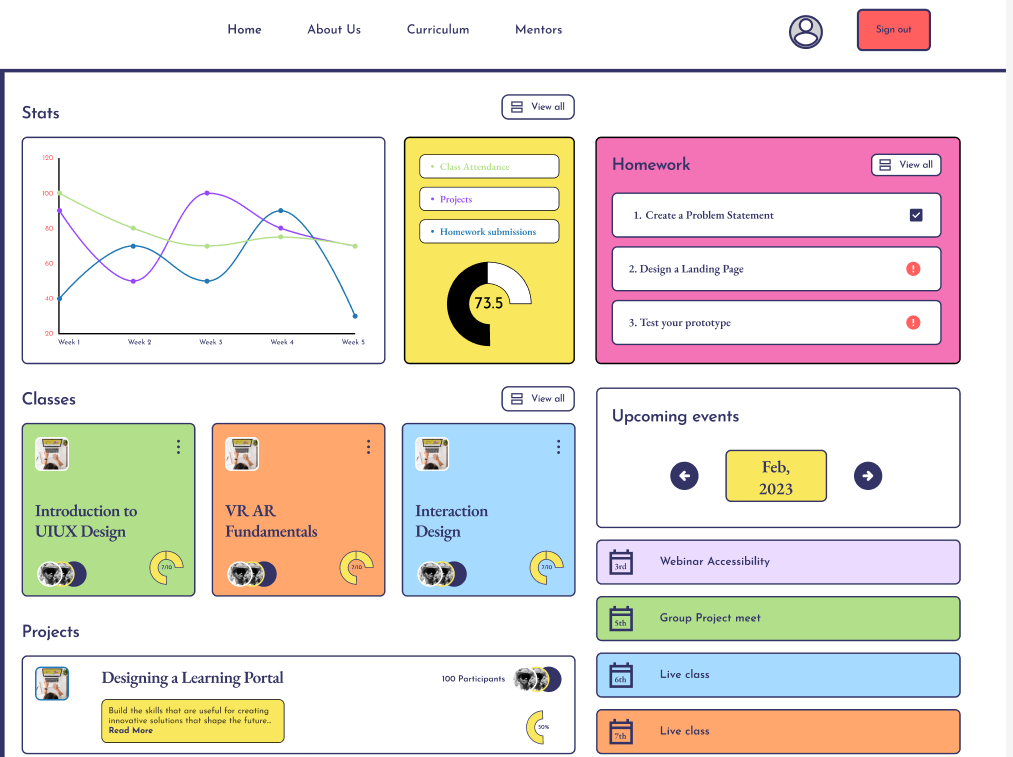 Home
About Us
Curriculum
Mentors
Sign out
Stats
View all
120
100
80
60
40
20
Week 1
Week 2
Week 3
Week 4
Week 5
• Class Attendance
• Projects
• Homework submissions
73.5
Homework
View all
1. Create a Problem Statement
2. Design a Landing Page
3. Test your prototype
Classes
View all
Introduction to
UIUX Design
7/10
VR AR
Fundamentals
7/10
Interaction
Design
7/10
Upcoming events
Feb,
2023
3rd
Webinar Accessibility
5th
Group Project meet
6th
Live class
7th
Live class
Projects
Designing a Learning Portal
100 Participants
Build the skills that are useful for creating
innovative solutions that shape the future...
Read More
50%